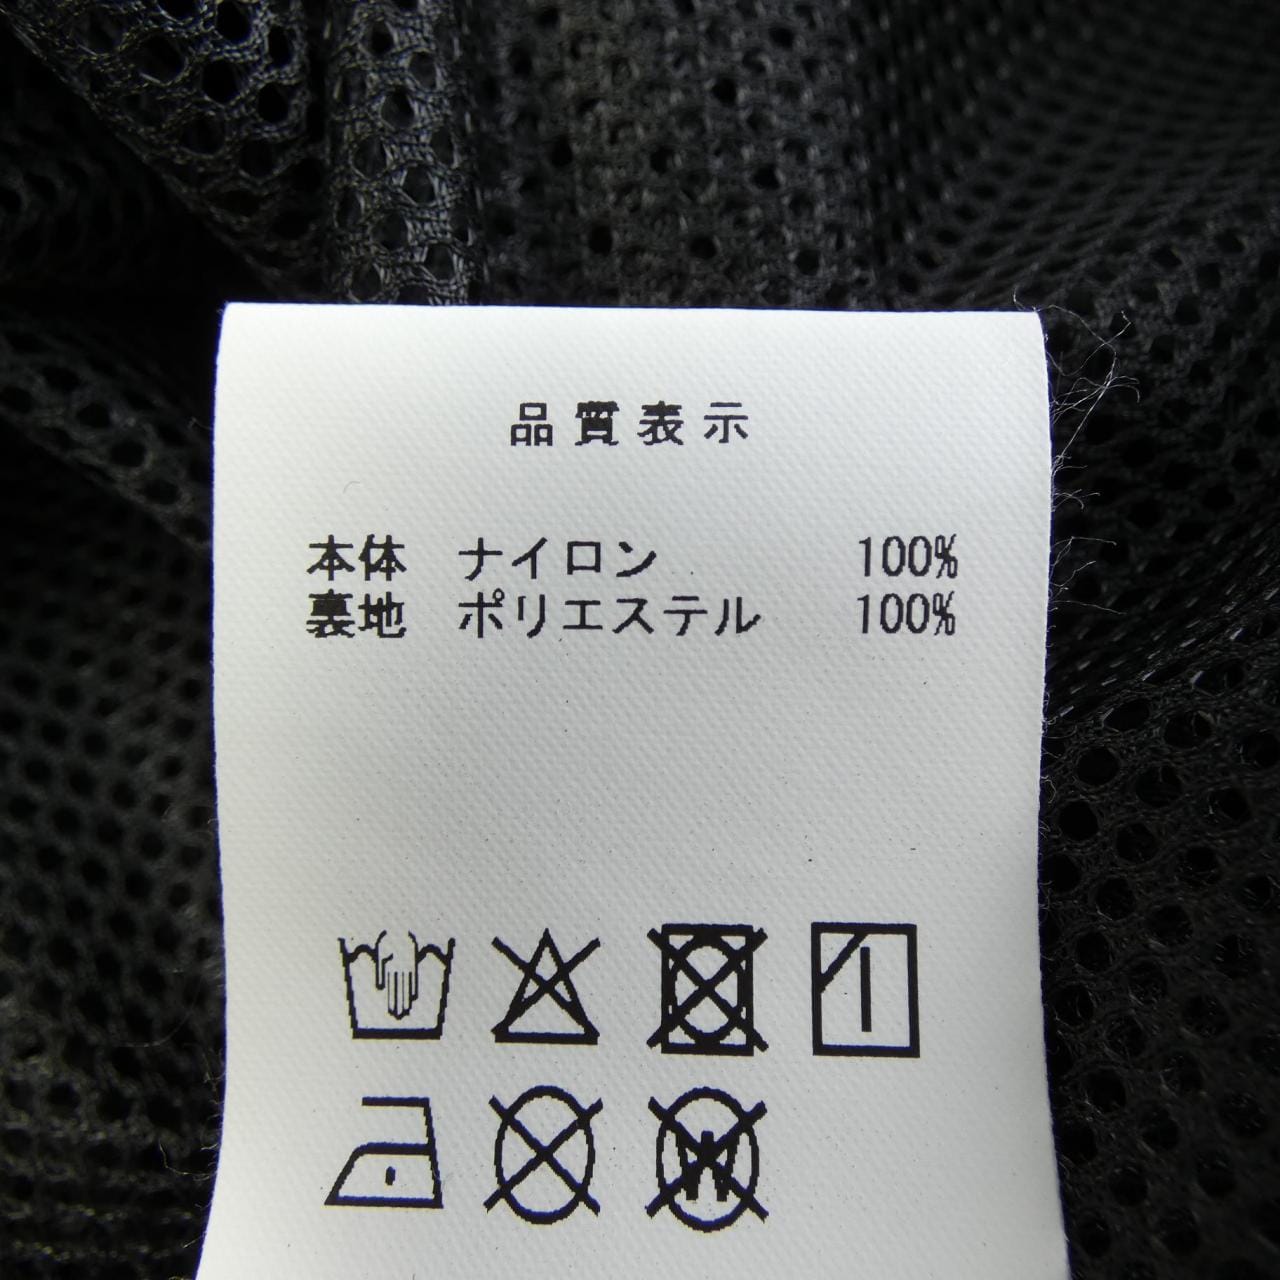 品質表示
本体 ナイロン 100%
裏地 ポリエステル 100%